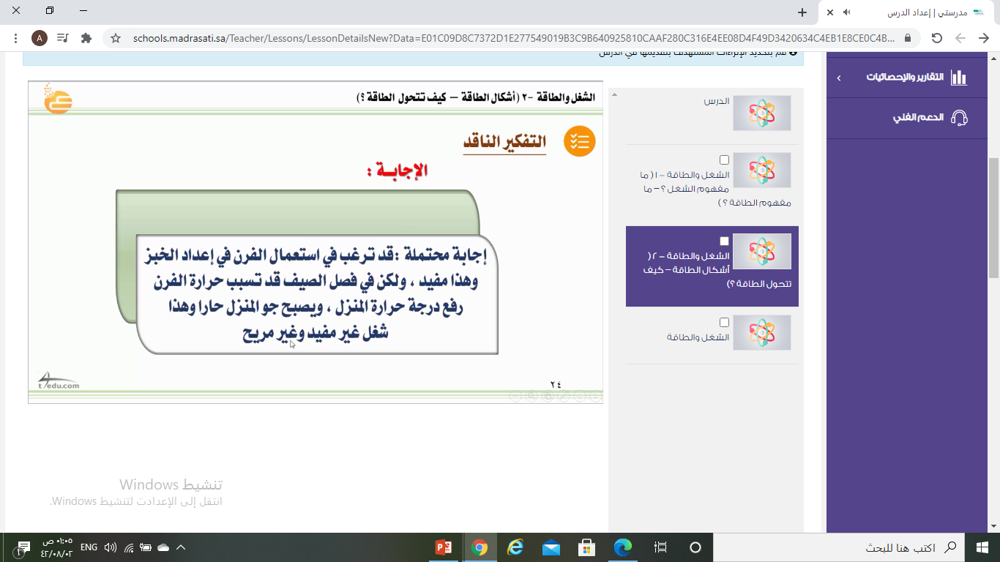 مدرستي | إعداد الدرس
schools.madrasati.sa/Teacher/Lessons/LessonDetailsNew?Data=E01C09D8C7372D1E277549019B3C9B640925810CAAF280C316E4EE08D4F49D3420634C4EB1E8CE0C4B...
A
التقارير والإحصائيات
الدعم الفني
الدرس
الشغل والطاقة - ١( ما
مفهوم الشغل ؟ – ما
مفهوم الطاقة ؟ )
الشغل والطاقة - ٢ (
أشكال الطاقة – كيف
تتحول الطاقة ؟)
الشغل والطاقة
الشغل والطاقة -٢ (أشكال الطاقة – كيف تتحول الطاقة ؟)
التفكير الناقد
الإجابة :
إجابة محتملة :قد ترغب في استعمال الفرن في إعداد الخبز
وهذا مفيد ، ولكن في فصل الصيف قد تسبب حرارة الفرن
رفع درجة حرارة المنزل ، ويصبح جو المنزل حارا وهذا
شغل غير مفيد وغير مريح
٢٤
t4edu.com
تنشيط Windows
انتقل إلى الإعدادت لتنشيط Windows.
اكتب هنا للبحث
ENG
٠١:٠٥ ص
٤٢/٠٨/٠٢
١